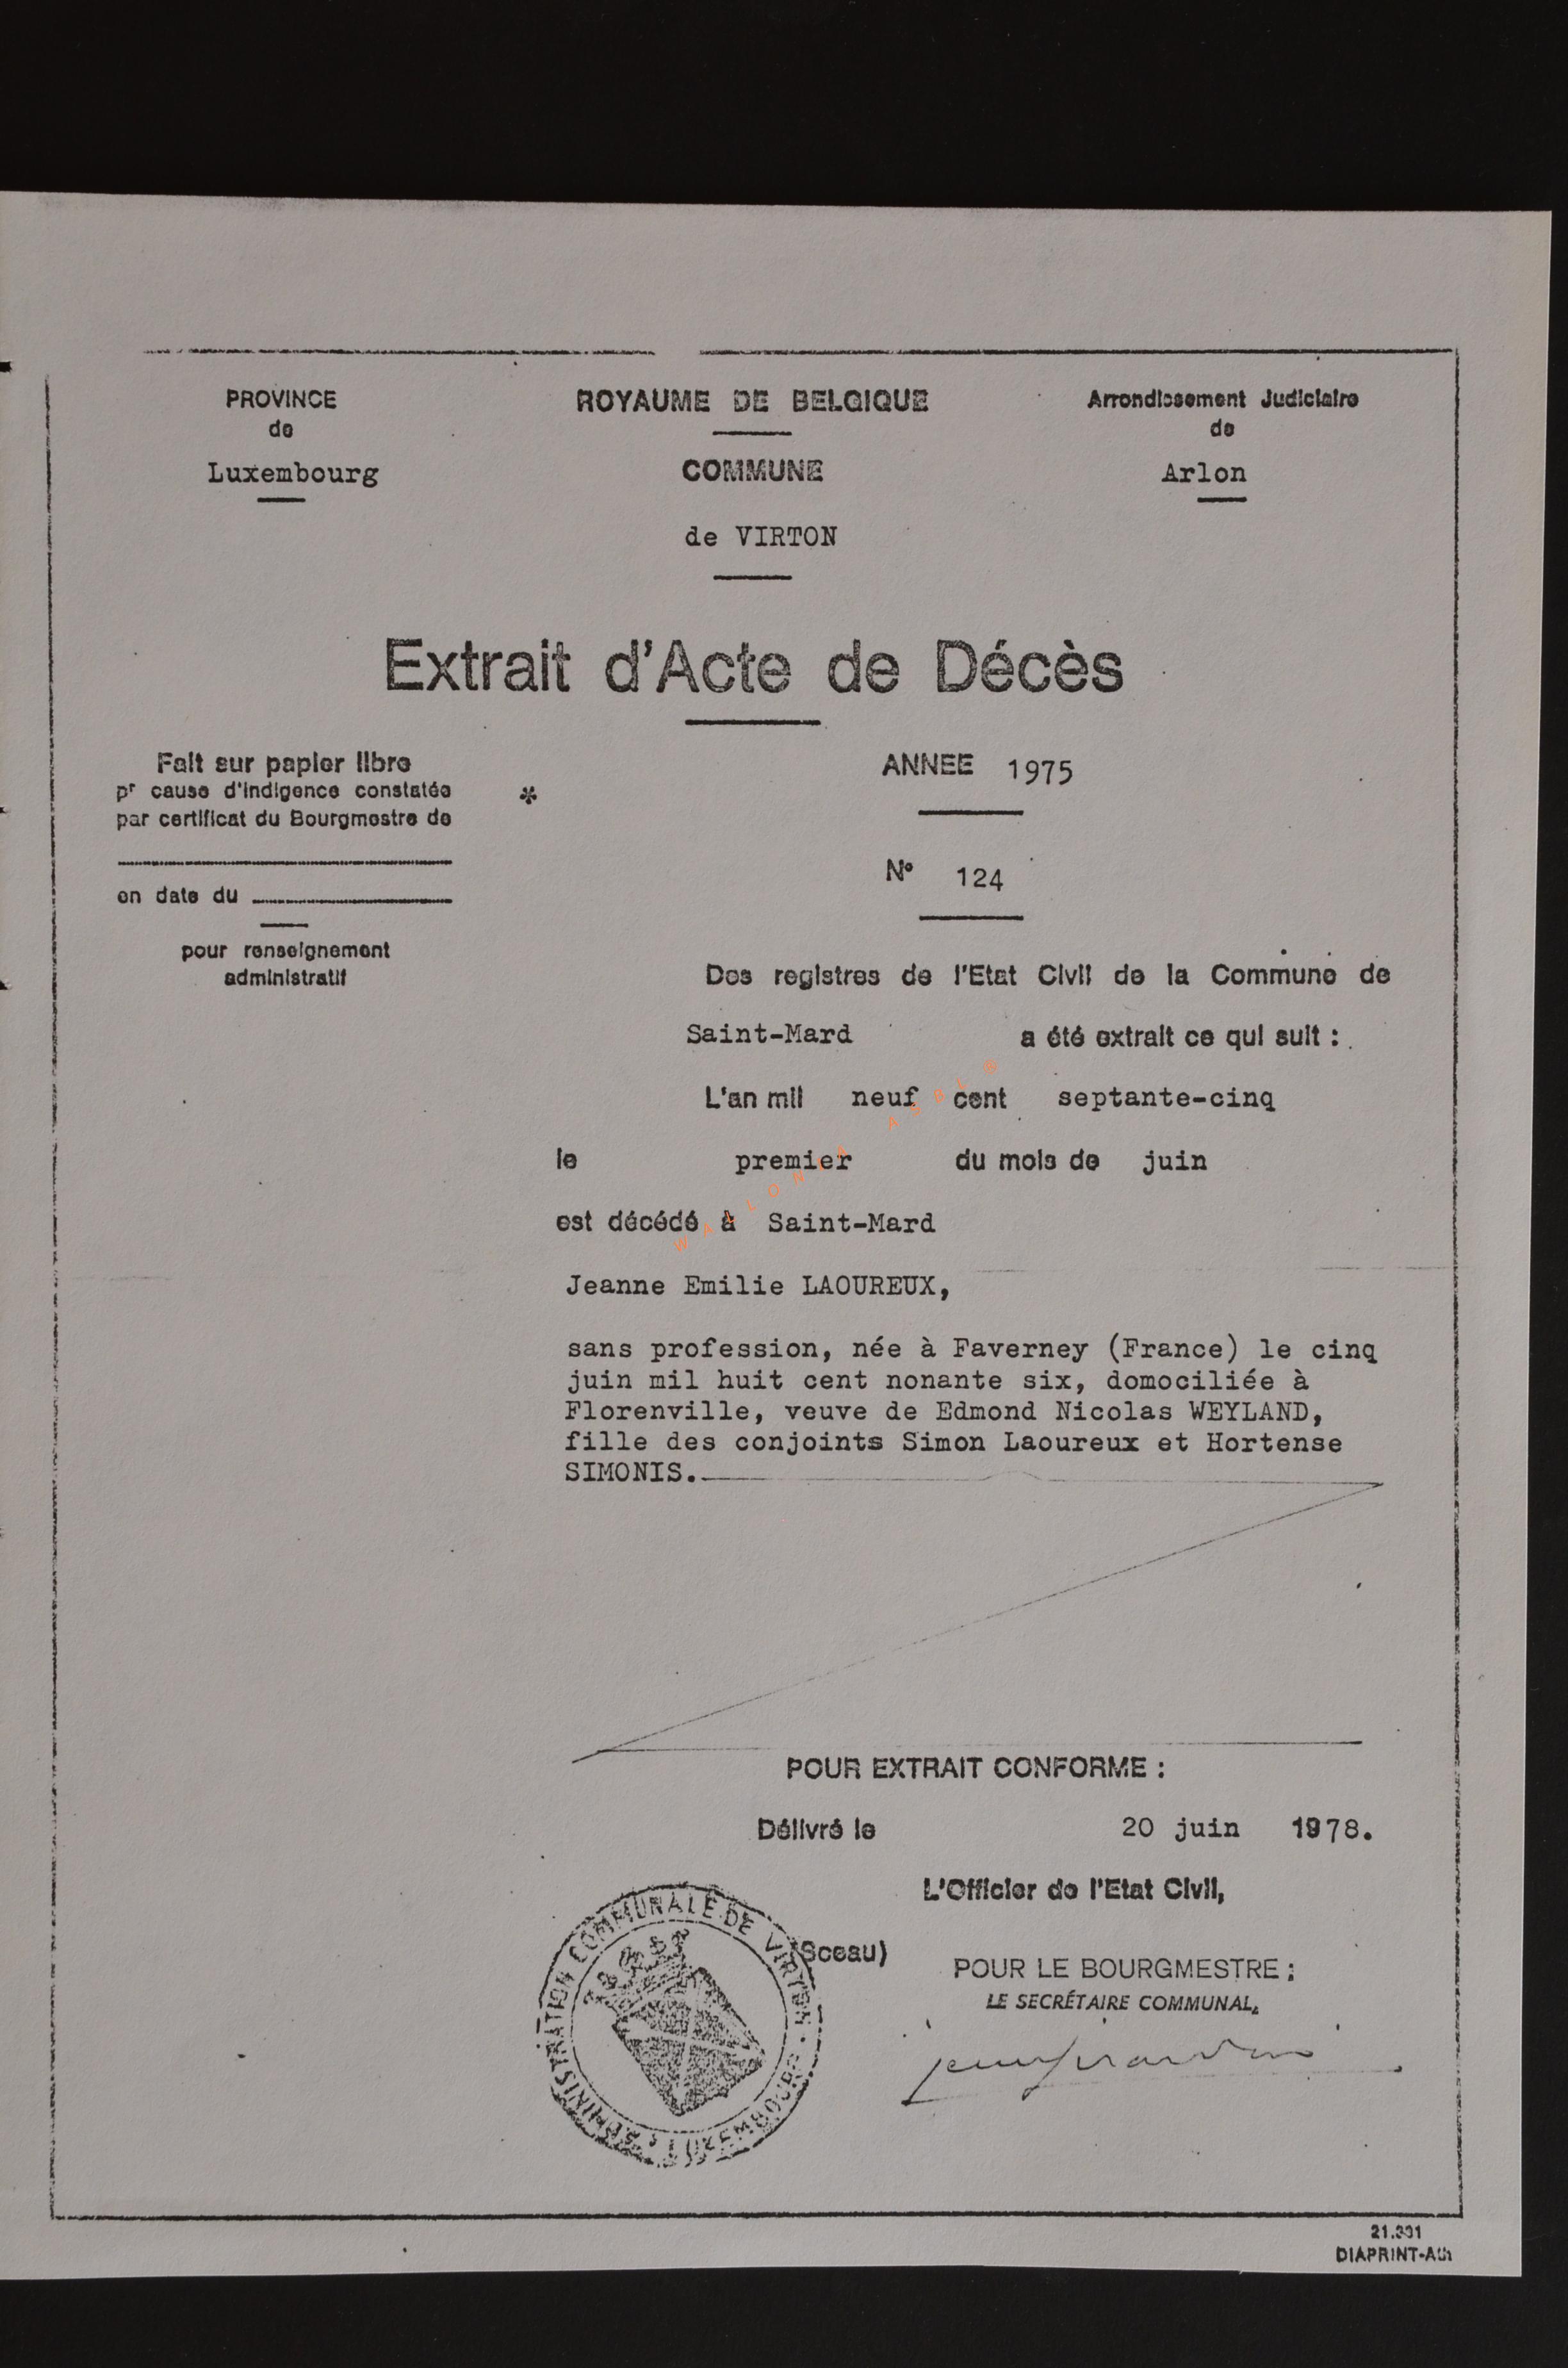 PROVINCE
de
Luxembourg
ROYAUME DE BELGIQUE
COMMUNE
de VIRTON
Arrondissement Judiciaire
de
Arlon
Extrait d'Acte de Décès
Fait sur papier libre
pr cause d'indigence constatée
par certificat du Bourgmestre de
en date du
pour renseignement
administratif
*
ANNEE 1975
N° 124
Des registres de l'Etat Civil de la Commune de
Saint-Mard a été extrait ce qui suit :
L'an mil neuf cent septante-cinq
le premier du mois de juin
est décédé à Saint-Mard
Jeanne Emilie LAOUREUX,
sans profession, née à Faverney (France) le cinq
juin mil huit cent nonante six, domociliée à
Florenville, veuve de Edmond Nicolas WEYLAND,
fille des conjoints Simon Laoureux et Hortense
SIMONIS.
WALONIA ASBL ®
POUR EXTRAIT CONFORME :
Délivré le 20 juin 1978.
L'Officier de l'Etat Civil,
(Sceau)
POUR LE BOURGMESTRE :
LE SECRÉTAIRE COMMUNAL,
ADMINISTRATION COMMUNALE DE VIRTON
LUXEMBOURG
21.301
DIAPRINT-Ath